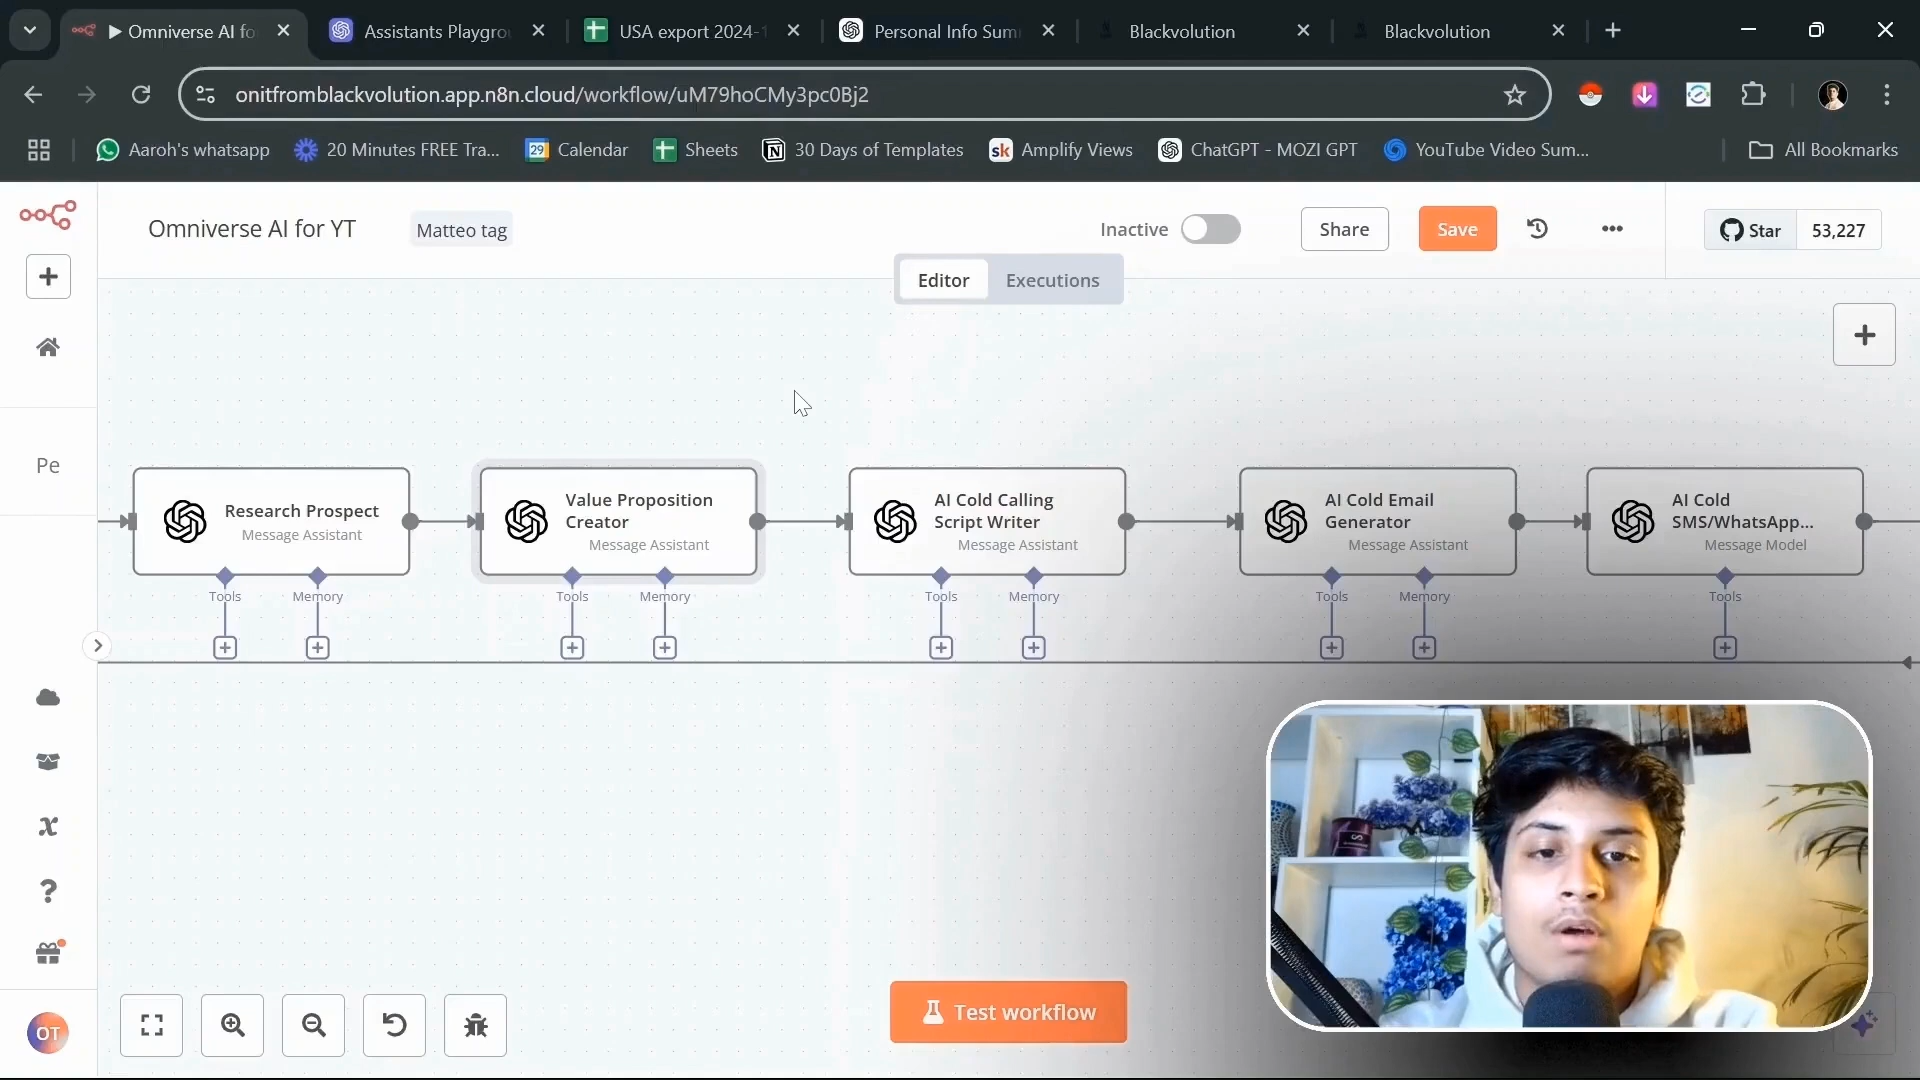 ▶ Omniverse AI fo
Assistants Playgro
USA export 2024-1
Personal Info Sum
Blackvolution
Blackvolution
onitfromblackvolution.app.n8n.cloud/workflow/uM79hoCMy3pc0Bj2
Aaroh's whatsapp
20 Minutes FREE Tra...
29
Calendar
Sheets
30 Days of Templates
sk
Amplify Views
ChatGPT - MOZI GPT
YouTube Video Sum...
All Bookmarks
Omniverse AI for YT
Matteo tag
Inactive
Share
Save
Star
53,227
Editor
Executions
Pe
Research Prospect
Message Assistant
Tools
Memory
Value Proposition
Creator
Message Assistant
Tools
Memory
AI Cold Calling
Script Writer
Message Assistant
Tools
Memory
AI Cold Email
Generator
Message Assistant
Tools
Memory
AI Cold
SMS/WhatsApp...
Message Model
Tools
Test workflow
OT